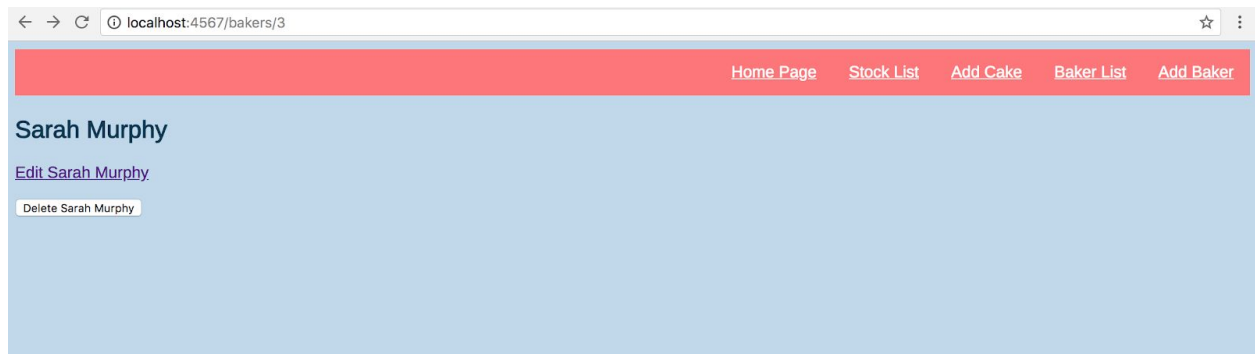 localhost:4567/bakers/3
Home Page Stock List Add Cake Baker List Add Baker
Sarah Murphy
Edit Sarah Murphy
Delete Sarah Murphy